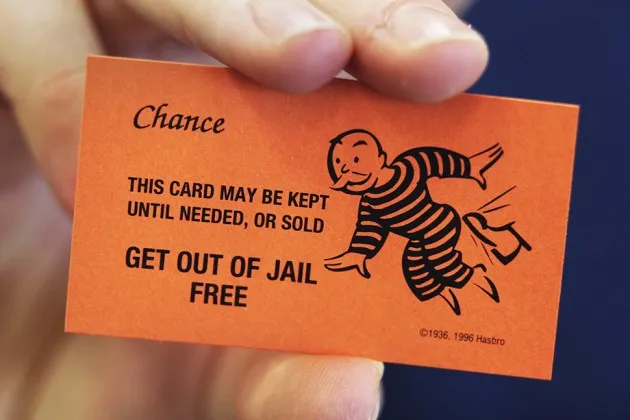 Chance
THIS CARD MAY BE KEPT
UNTIL NEEDED, OR SOLD
GET OUT OF JAIL
FREE
©1936, 1996 Hasbro